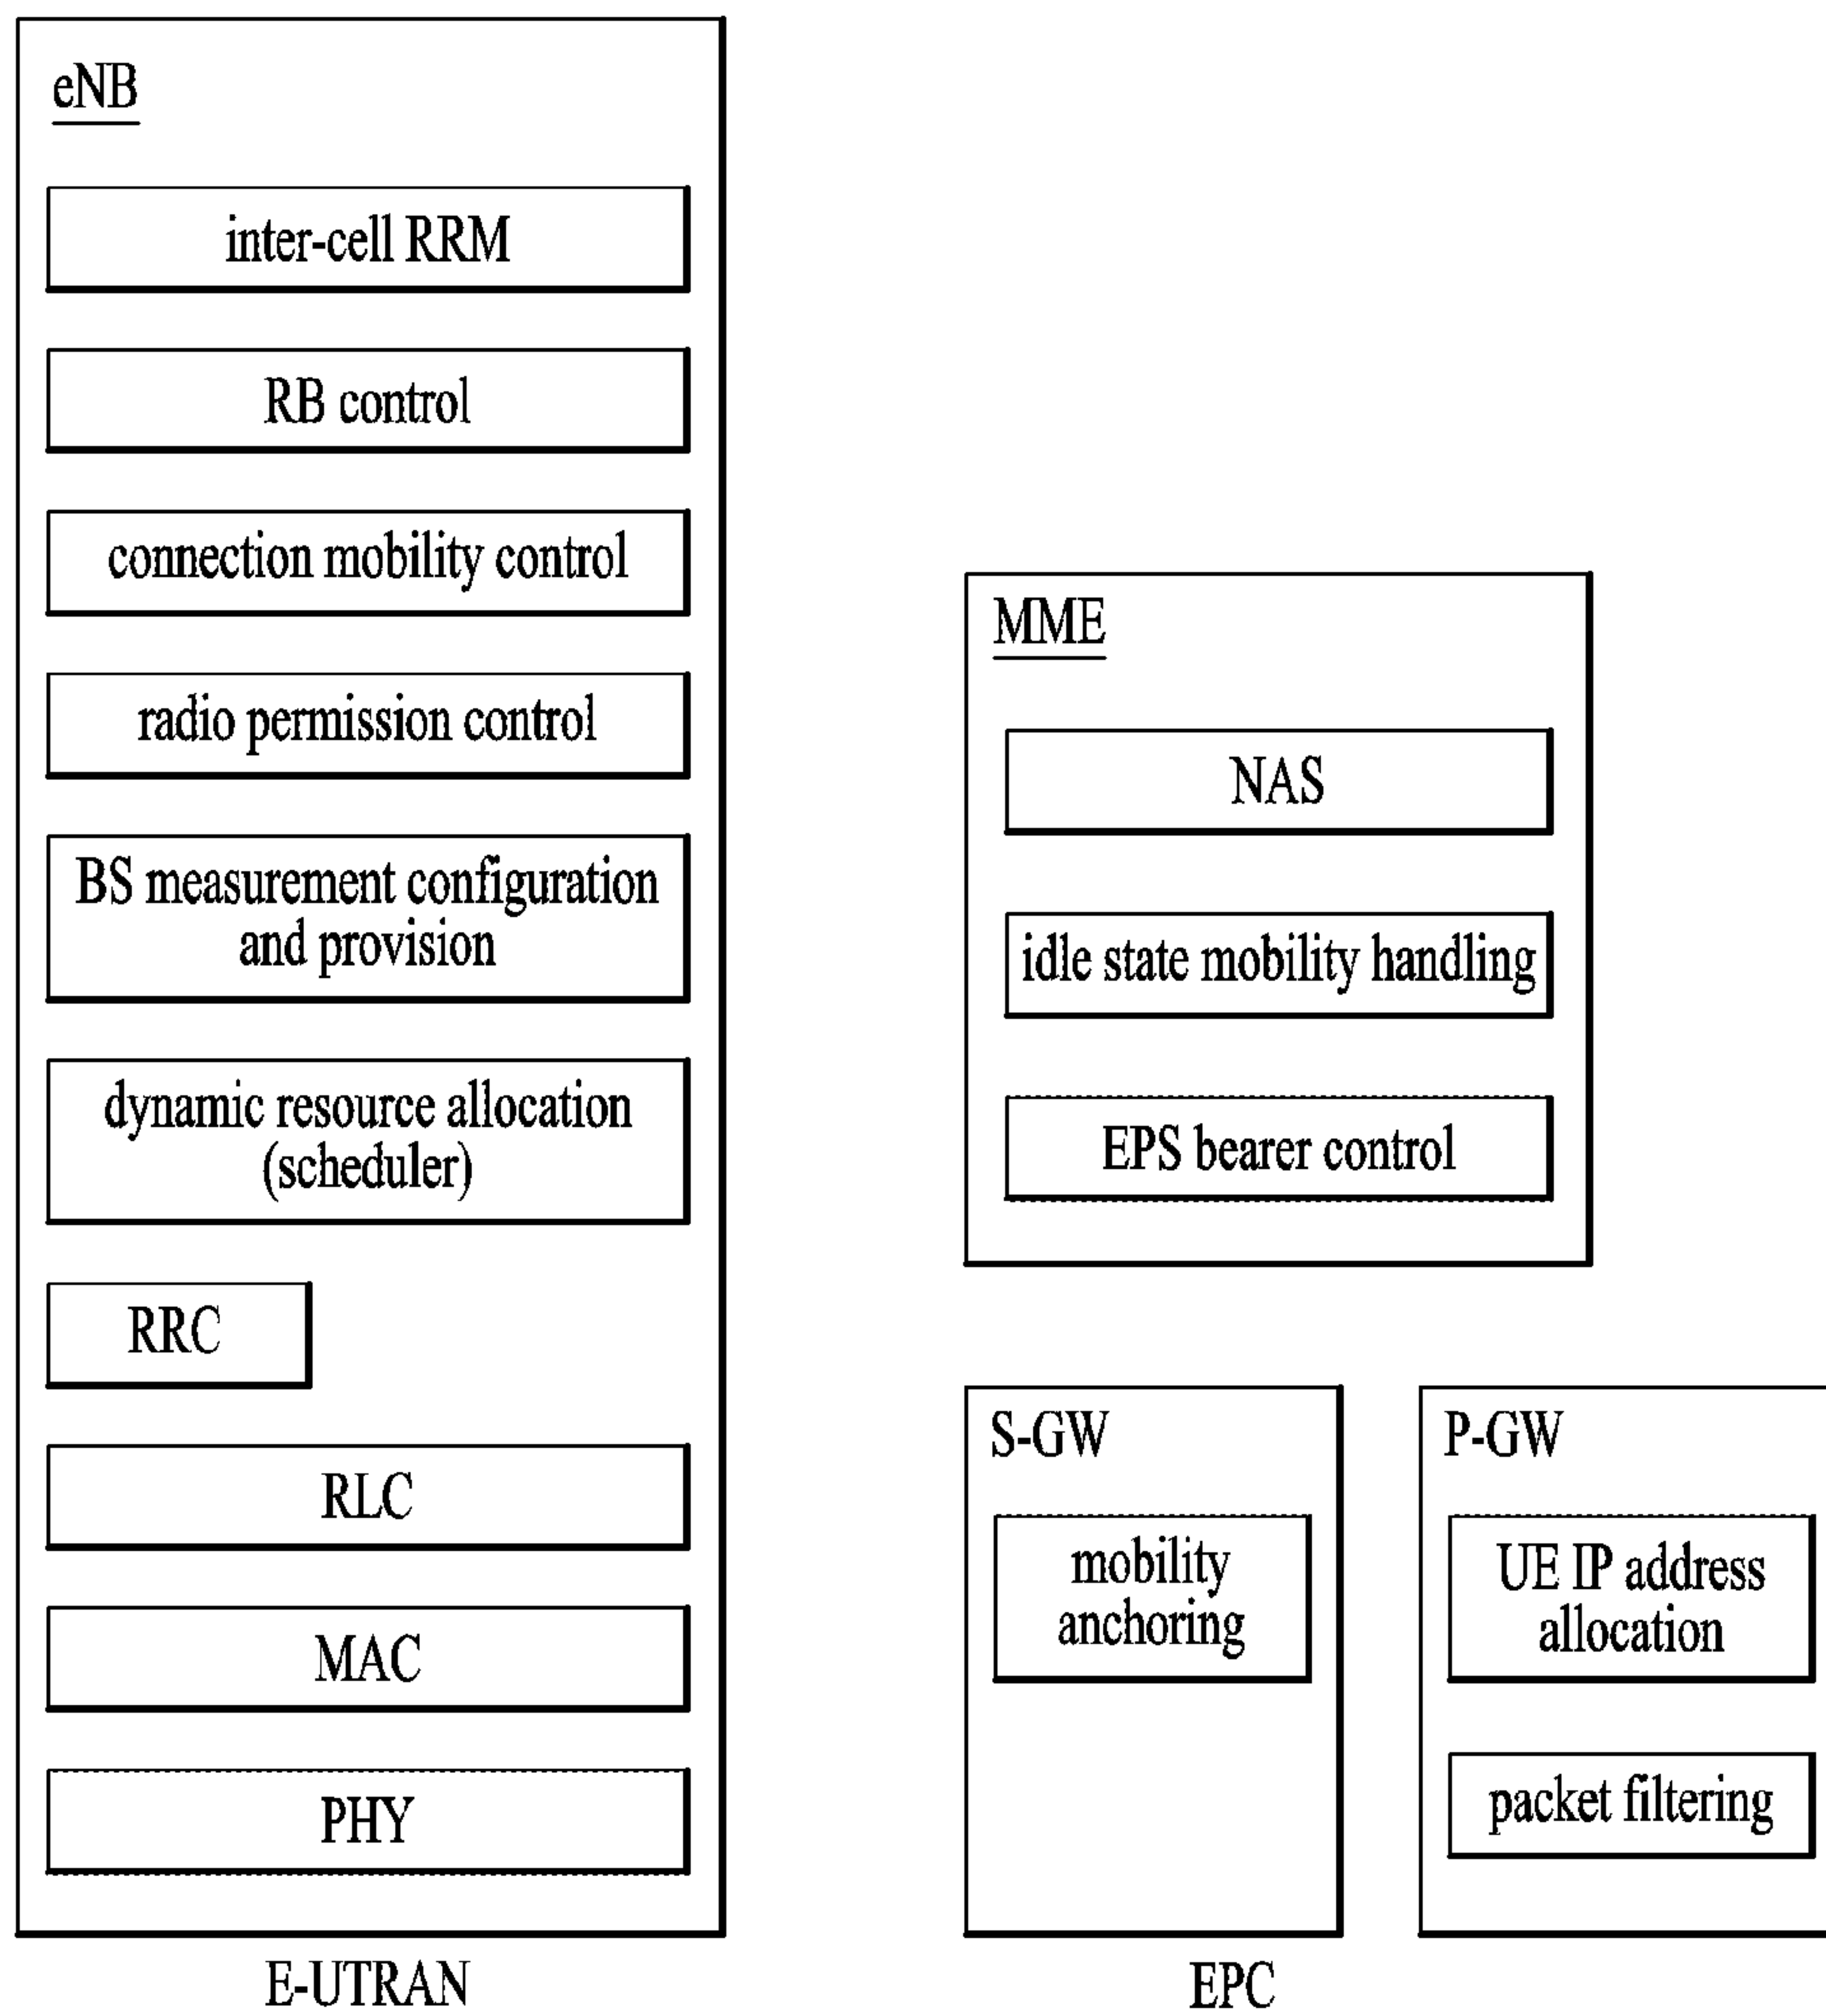 eNB
inter-cell RRM
RB control
connection mobility control
radio permission control
BS measurement configuration
and provision
dynamic resource allocation
(scheduler)
RRC
RLC
MAC
PHY
E-UTRAN
MME
NAS
idle state mobility handling
EPS bearer control
S-GW
mobility
anchoring
P-GW
UE IP address
allocation
packet filtering
EPC